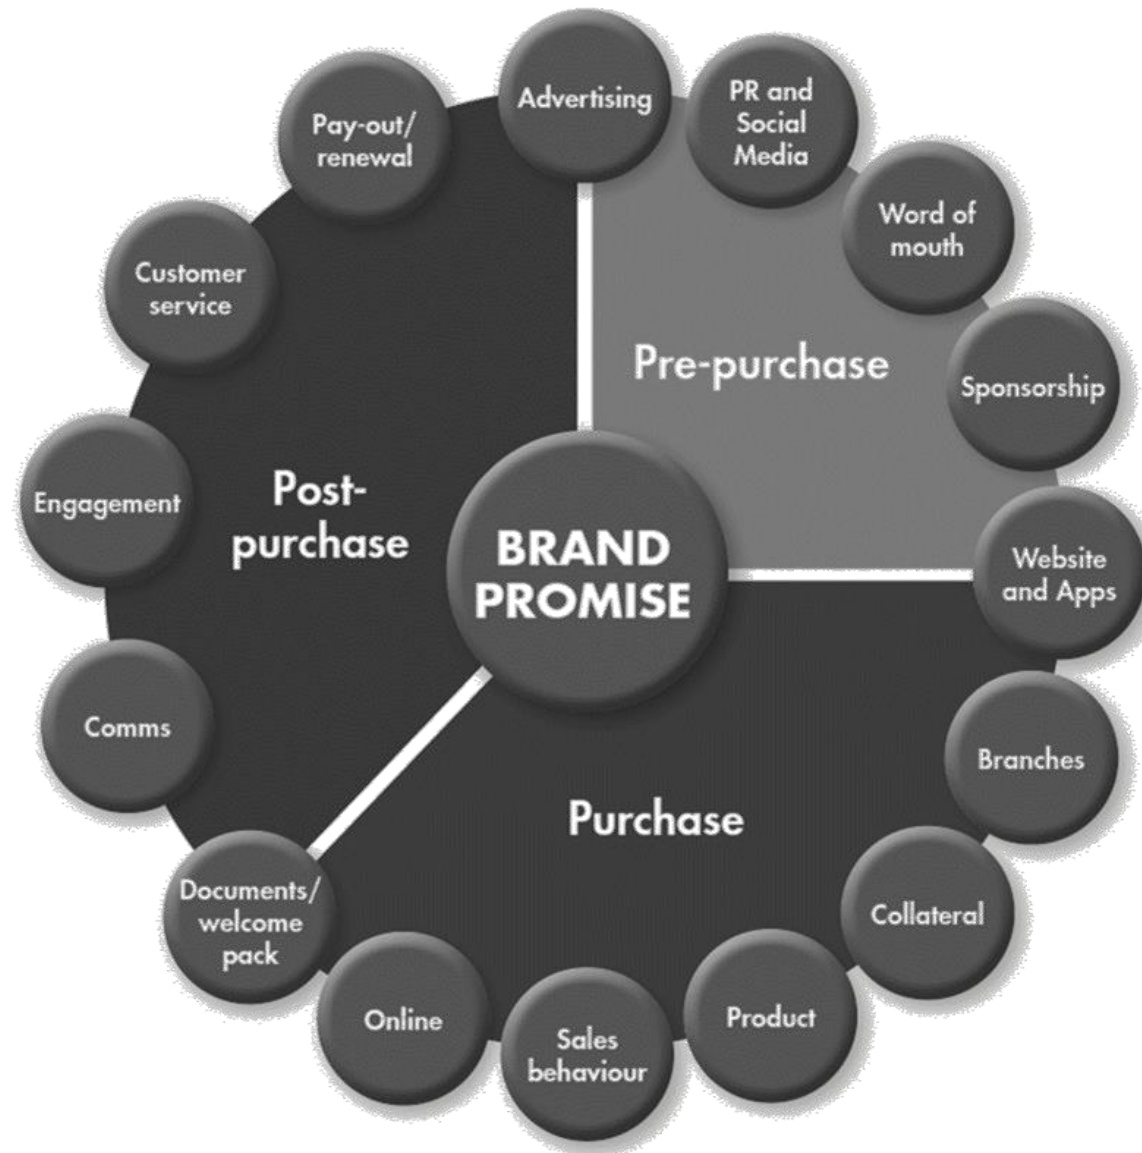 Advertising
PR and
Social
Media
Word of
mouth
Sponsorship
Website
and Apps
Branches
Collateral
Product
Sales
behaviour
Online
Documents/
welcome
pack
Comms
Engagement
Customer
service
Pay-out/
renewal
Pre-purchase
Purchase
Post-
purchase
BRAND
PROMISE